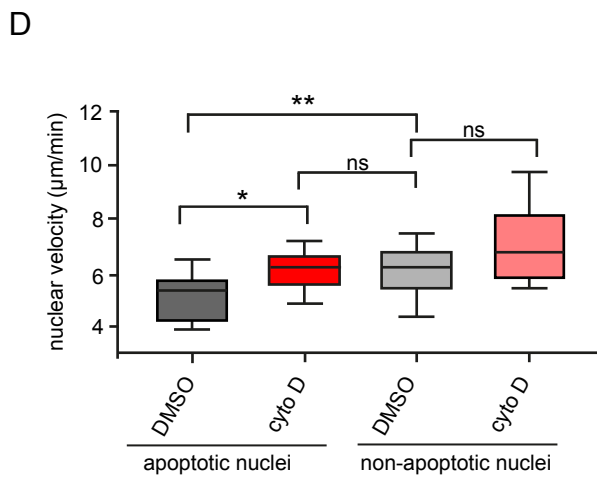 D
nuclear velocity (µm/min)
12
10
8
6
4
**
ns
ns
*
DMSO
cyto D
DMSO
cyto D
apoptotic nuclei
non-apoptotic nuclei